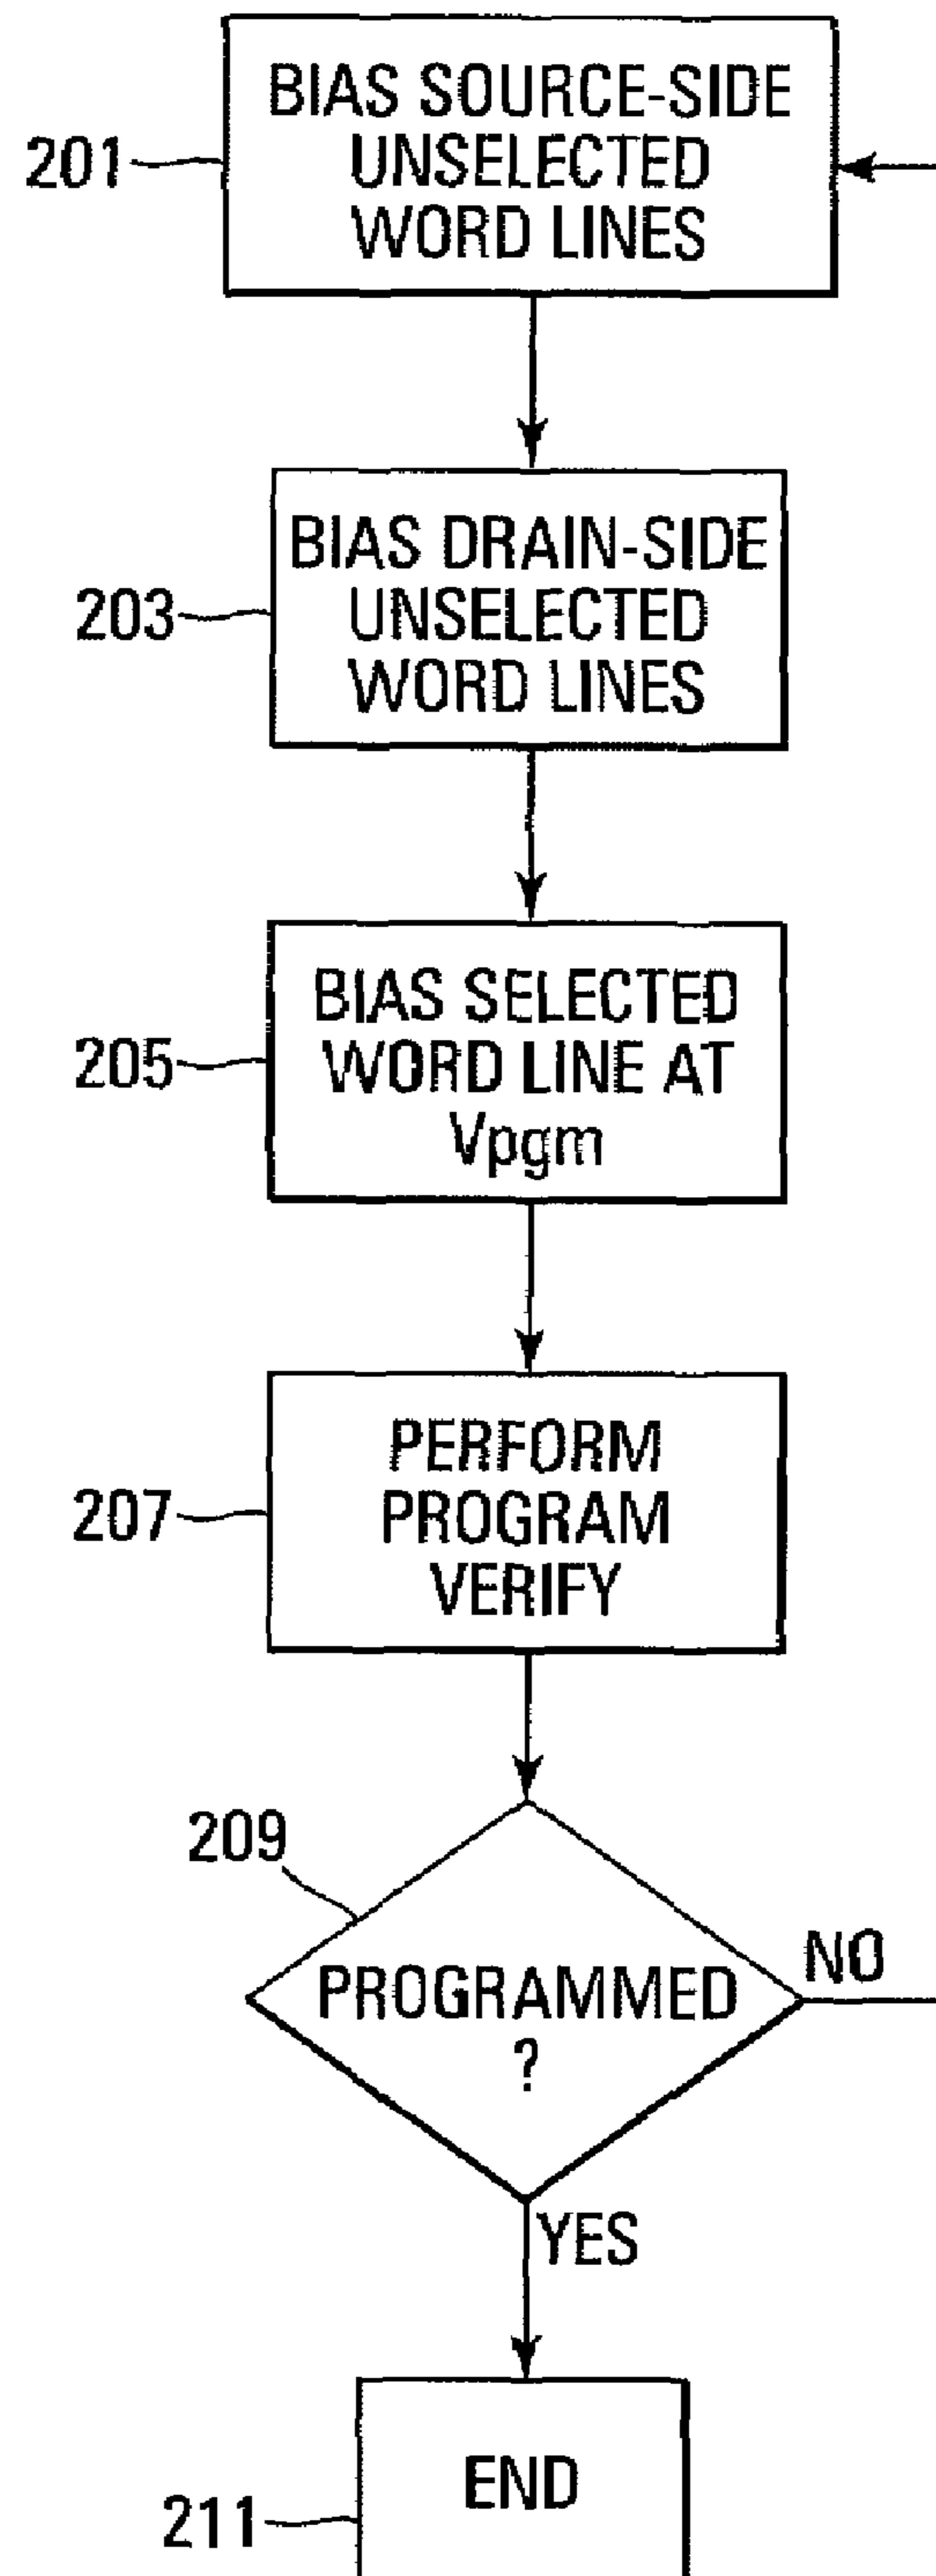 BIAS SOURCE-SIDE
UNSELECTED
WORD LINES
201
BIAS DRAIN-SIDE
UNSELECTED
WORD LINES
203
BIAS SELECTED
WORD LINE AT
Vpgm
205
PERFORM
PROGRAM
VERIFY
207
209
PROGRAMMED
?
NO
YES
END
211